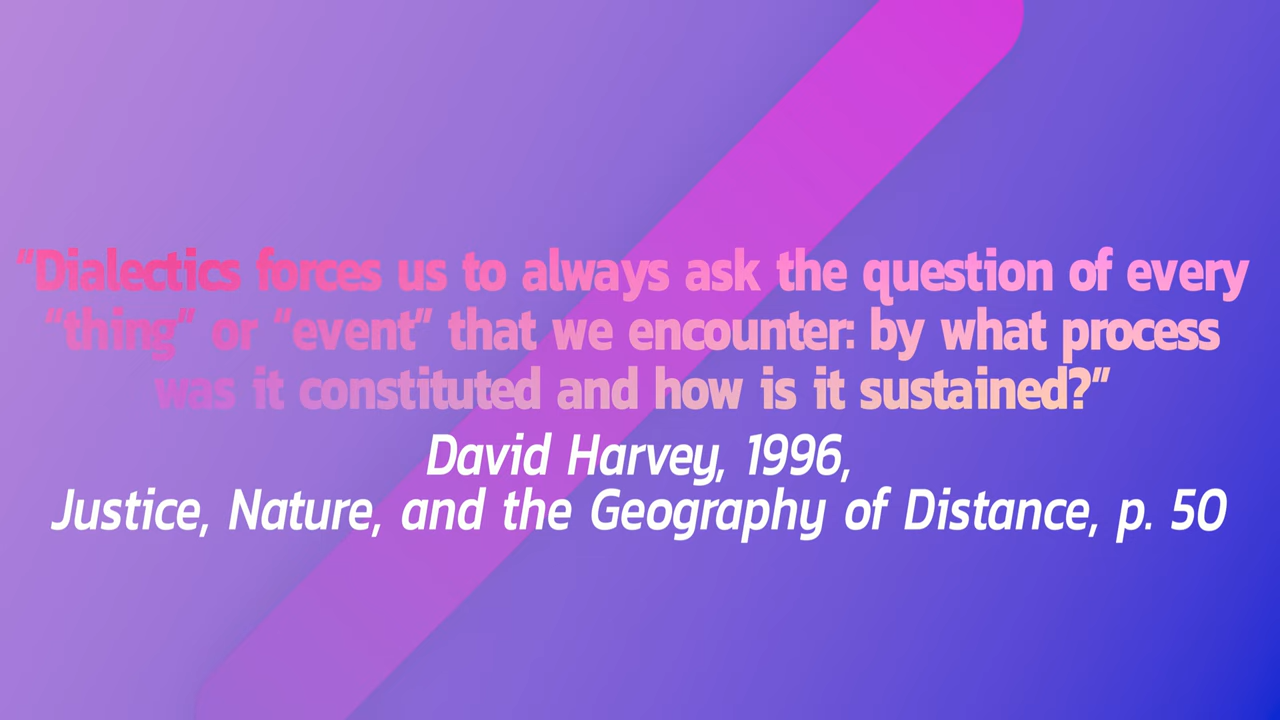 “Dialectics forces us to always ask the question of every
“thing” or “event” that we encounter: by what process
was it constituted and how is it sustained?”
David Harvey, 1996,
Justice, Nature, and the Geography of Distance, p. 50